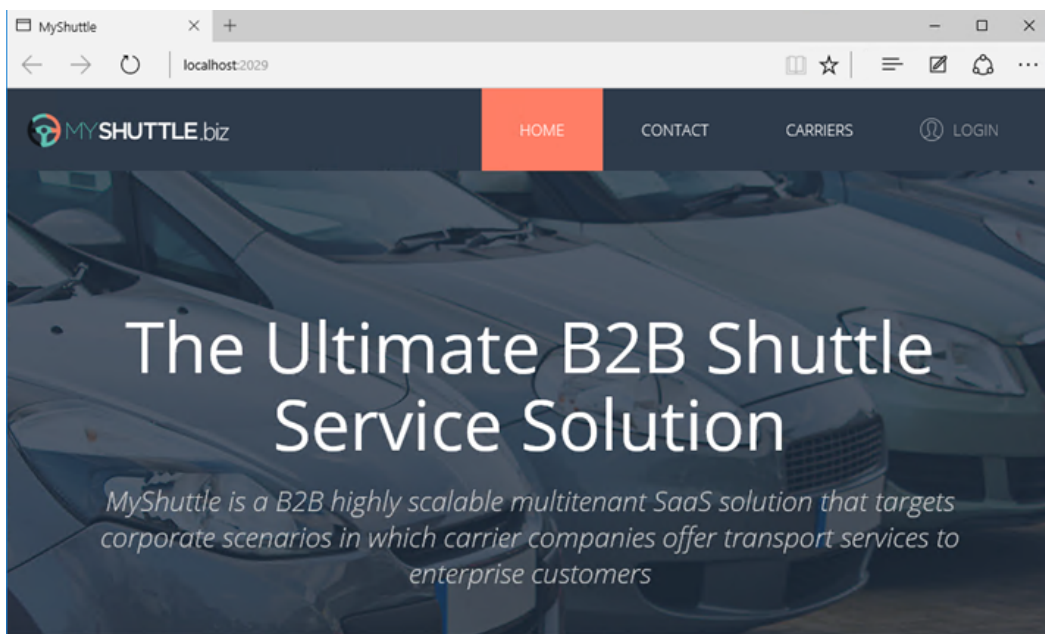 MyShuttle
localhost:2029
MYSHUTTLE.biz
HOME
CONTACT
CARRIERS
LOGIN
The Ultimate B2B Shuttle
Service Solution
MyShuttle is a B2B highly scalable multitenant SaaS solution that targets
corporate scenarios in which carrier companies offer transport services to
enterprise customers